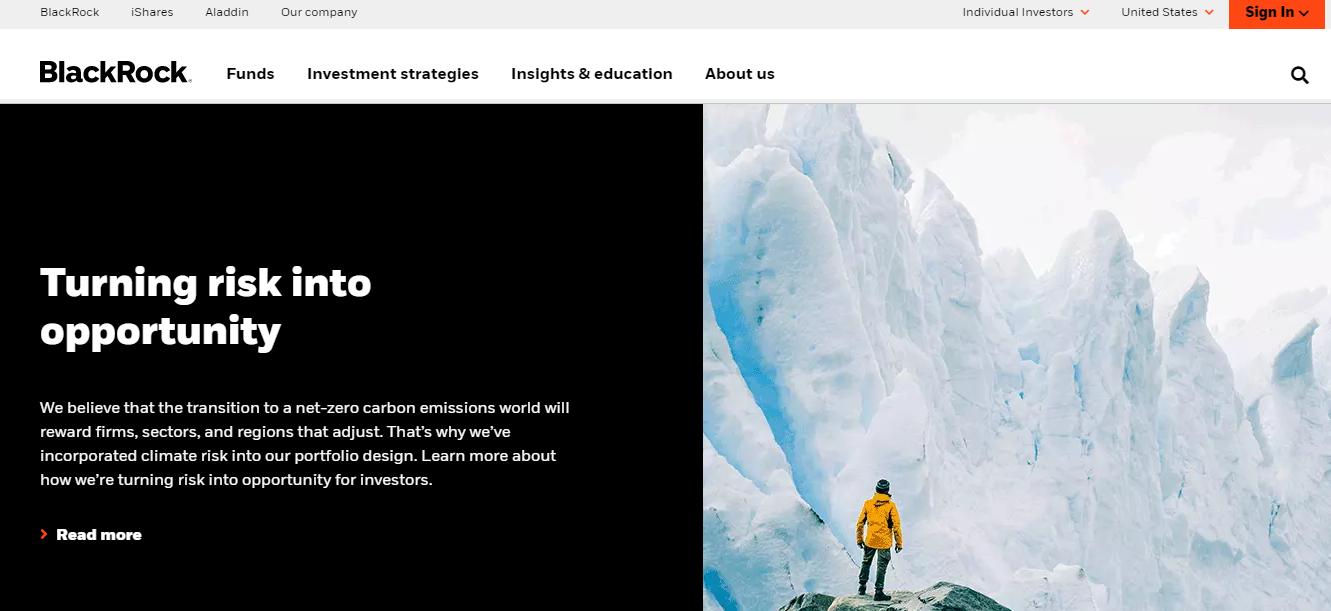 BlackRock iShares Aladdin Our company Individual Investors United States Sign In
BlackRock® Funds Investment strategies Insights & education About us
Turning risk into
opportunity
We believe that the transition to a net-zero carbon emissions world will
reward firms, sectors, and regions that adjust. That’s why we’ve
incorporated climate risk into our portfolio design. Learn more about
how we’re turning risk into opportunity for investors.
Read more